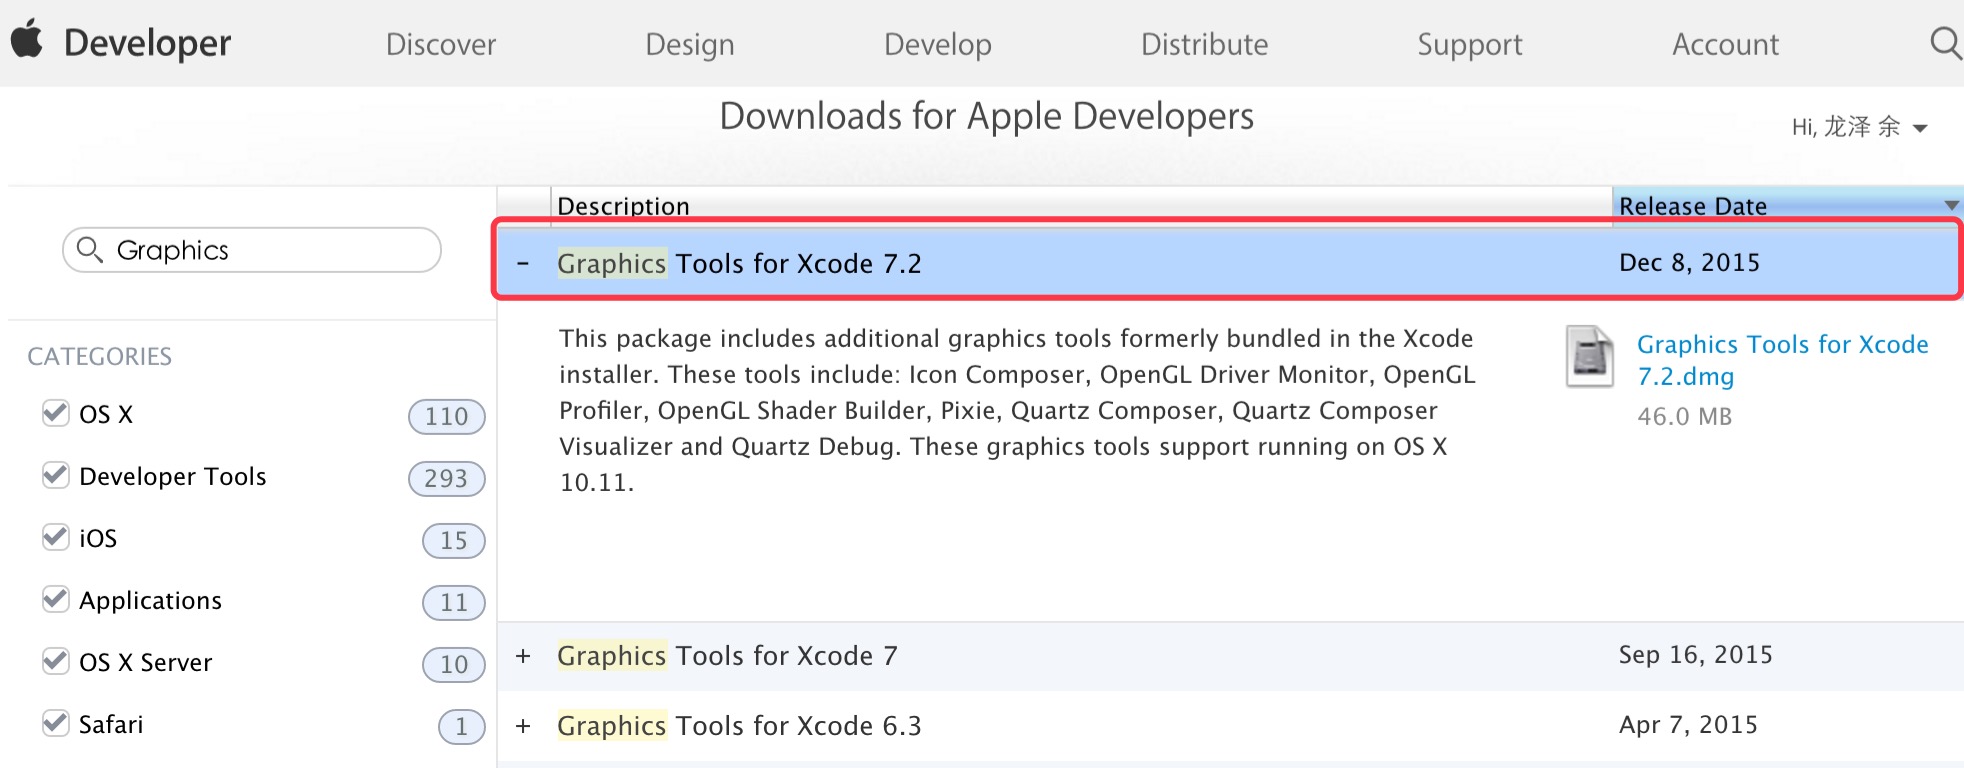 Developer Discover Design Develop Distribute Support Account
Downloads for Apple Developers
Hi, 龙泽 余
Graphics
CATEGORIES
OS X 110
Developer Tools 293
iOS 15
Applications 11
OS X Server 10
Safari 1
Description Release Date
- Graphics Tools for Xcode 7.2 Dec 8, 2015
This package includes additional graphics tools formerly bundled in the Xcode
installer. These tools include: Icon Composer, OpenGL Driver Monitor, OpenGL
Profiler, OpenGL Shader Builder, Pixie, Quartz Composer, Quartz Composer
Visualizer and Quartz Debug. These graphics tools support running on OS X
10.11.
Graphics Tools for Xcode
7.2.dmg
46.0 MB
+ Graphics Tools for Xcode 7 Sep 16, 2015
+ Graphics Tools for Xcode 6.3 Apr 7, 2015